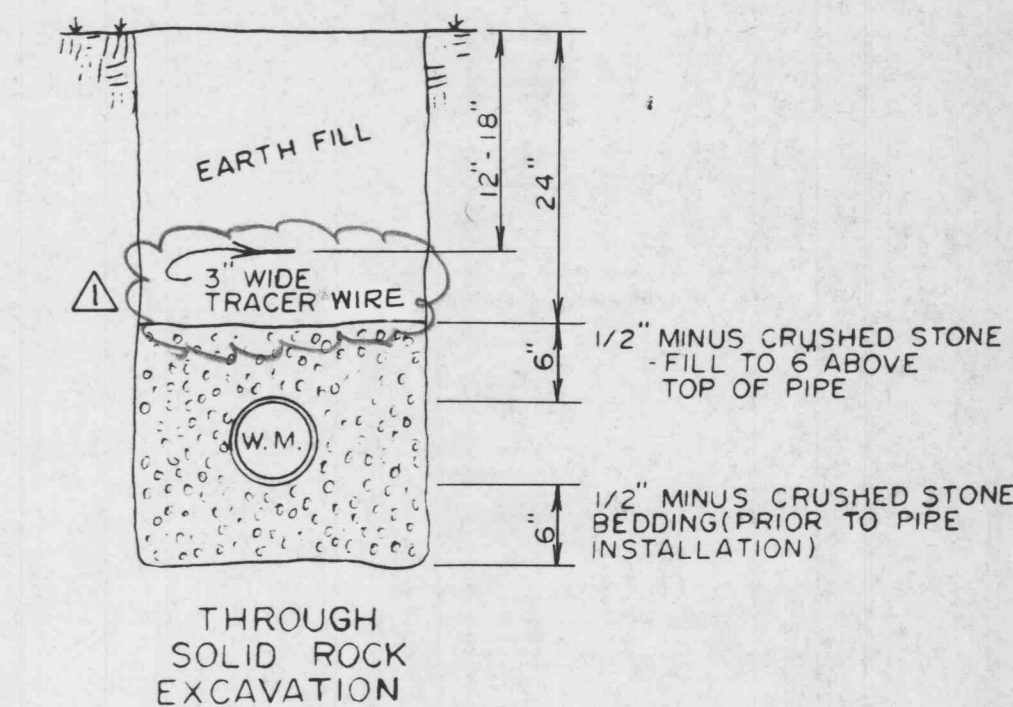 EARTH FILL
12"-18"
24"
1
3" WIDE
TRACER WIRE
6"
1/2" MINUS CRUSHED STONE
- FILL TO 6 ABOVE
TOP OF PIPE
W.M.
6"
1/2" MINUS CRUSHED STONE
BEDDING (PRIOR TO PIPE
INSTALLATION)
THROUGH
SOLID ROCK
EXCAVATION